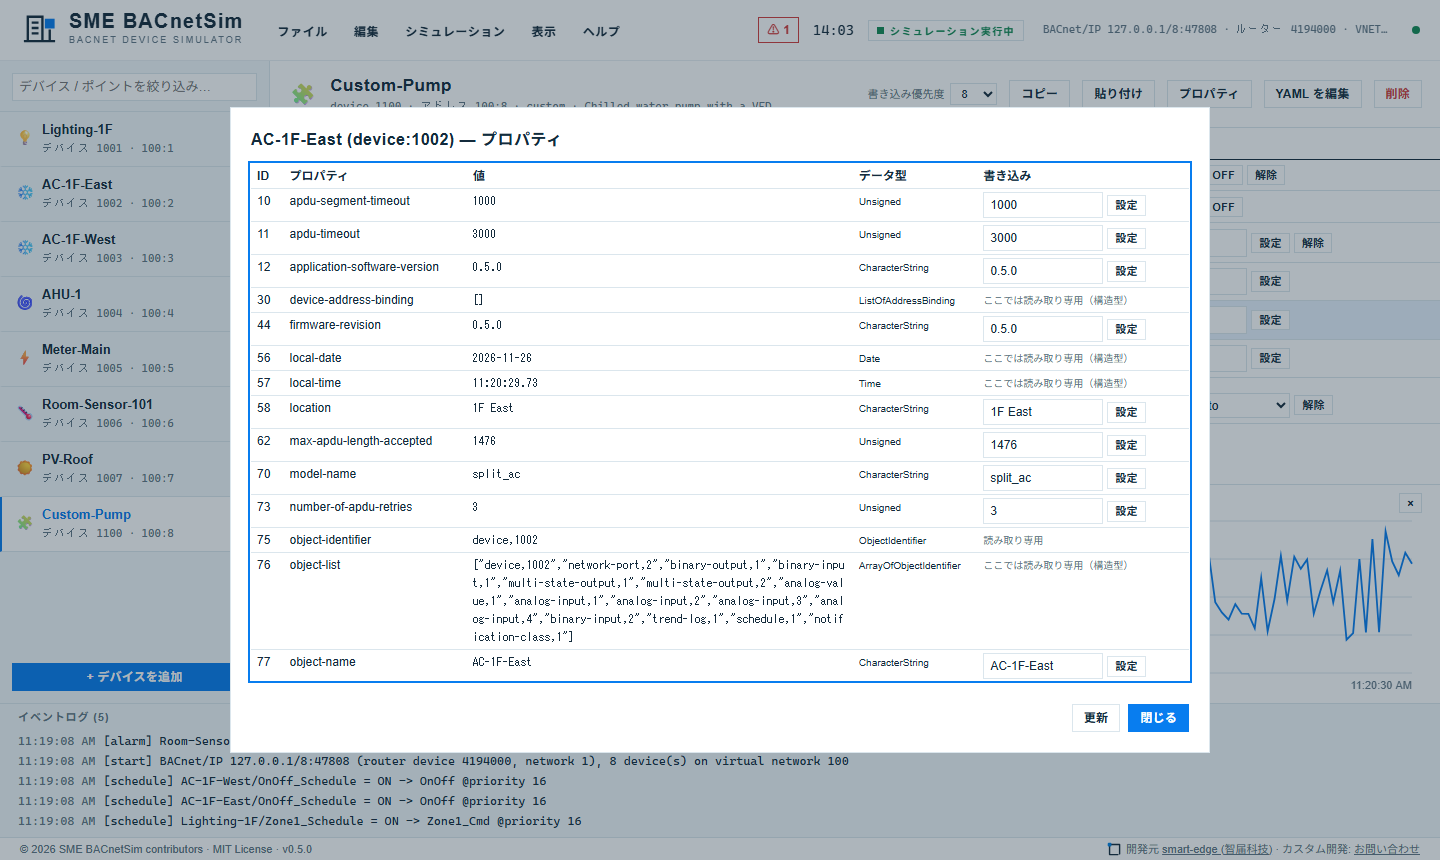 SME BACnetSim
BACNET DEVICE SIMULATOR
ファイル 編集 シミュレーション 表示 ヘルプ
1 14:03 シミュレーション実行中 BACnet/IP 127.0.0.1/8:47808 · ルーター 4194000 · VNET…
デバイス / ポイントを絞り込み…
Custom-Pump
device 1100 · アドレス 100:8 · custom · Chilled water pump with a VFD
書き込み優先度 8 コピー 貼り付け プロパティ YAML を編集 削除
Lighting-1F
デバイス 1001 · 100:1
AC-1F-East
デバイス 1002 · 100:2
AC-1F-West
デバイス 1003 · 100:3
AHU-1
デバイス 1004 · 100:4
Meter-Main
デバイス 1005 · 100:5
Room-Sensor-101
デバイス 1006 · 100:6
PV-Roof
デバイス 1007 · 100:7
Custom-Pump
デバイス 1100 · 100:8
+ デバイスを追加
AC-1F-East (device:1002) — プロパティ
ID プロパティ 値 データ型 書き込み
10 apdu-segment-timeout 1000 Unsigned 1000 設定
11 apdu-timeout 3000 Unsigned 3000 設定
12 application-software-version 0.5.0 CharacterString 0.5.0 設定
30 device-address-binding [] ListOfAddressBinding ここでは読み取り専用（構造型）
44 firmware-revision 0.5.0 CharacterString 0.5.0 設定
56 local-date 2026-11-26 Date ここでは読み取り専用（構造型）
57 local-time 11:20:29.73 Time ここでは読み取り専用（構造型）
58 location 1F East CharacterString 1F East 設定
62 max-apdu-length-accepted 1476 Unsigned 1476 設定
70 model-name split_ac CharacterString split_ac 設定
73 number-of-apdu-retries 3 Unsigned 3 設定
75 object-identifier device,1002 ObjectIdentifier 読み取り専用
76 object-list ["device,1002","network-port,2","binary-output,1","binary-inpu ArrayOfObjectIdentifier ここでは読み取り専用（構造型）
t,1","multi-state-output,1","multi-state-output,2","analog-val
ue,1","analog-input,1","analog-input,2","analog-input,3","anal
og-input,4","binary-input,2","trend-log,1","schedule,1","notif
ication-class,1"]
77 object-name AC-1F-East CharacterString AC-1F-East 設定
更新 閉じる
OFF 解除
OFF
設定 解除
設定
設定
設定
to 解除
×
11:20:30 AM
イベントログ (5)
11:19:08 AM [alarm] Room-Senso
11:19:08 AM [start] BACnet/IP 127.0.0.1/8:47808 (router device 4194000, network 1), 8 device(s) on virtual network 100
11:19:08 AM [schedule] AC-1F-West/OnOff_Schedule = ON -> OnOff @priority 16
11:19:08 AM [schedule] AC-1F-East/OnOff_Schedule = ON -> OnOff @priority 16
11:19:08 AM [schedule] Lighting-1F/Zone1_Schedule = ON -> Zone1_Cmd @priority 16
© 2026 SME BACnetSim contributors · MIT License · v0.5.0
開発元 smart-edge (智届科技) · カスタム開発: お問い合わせ